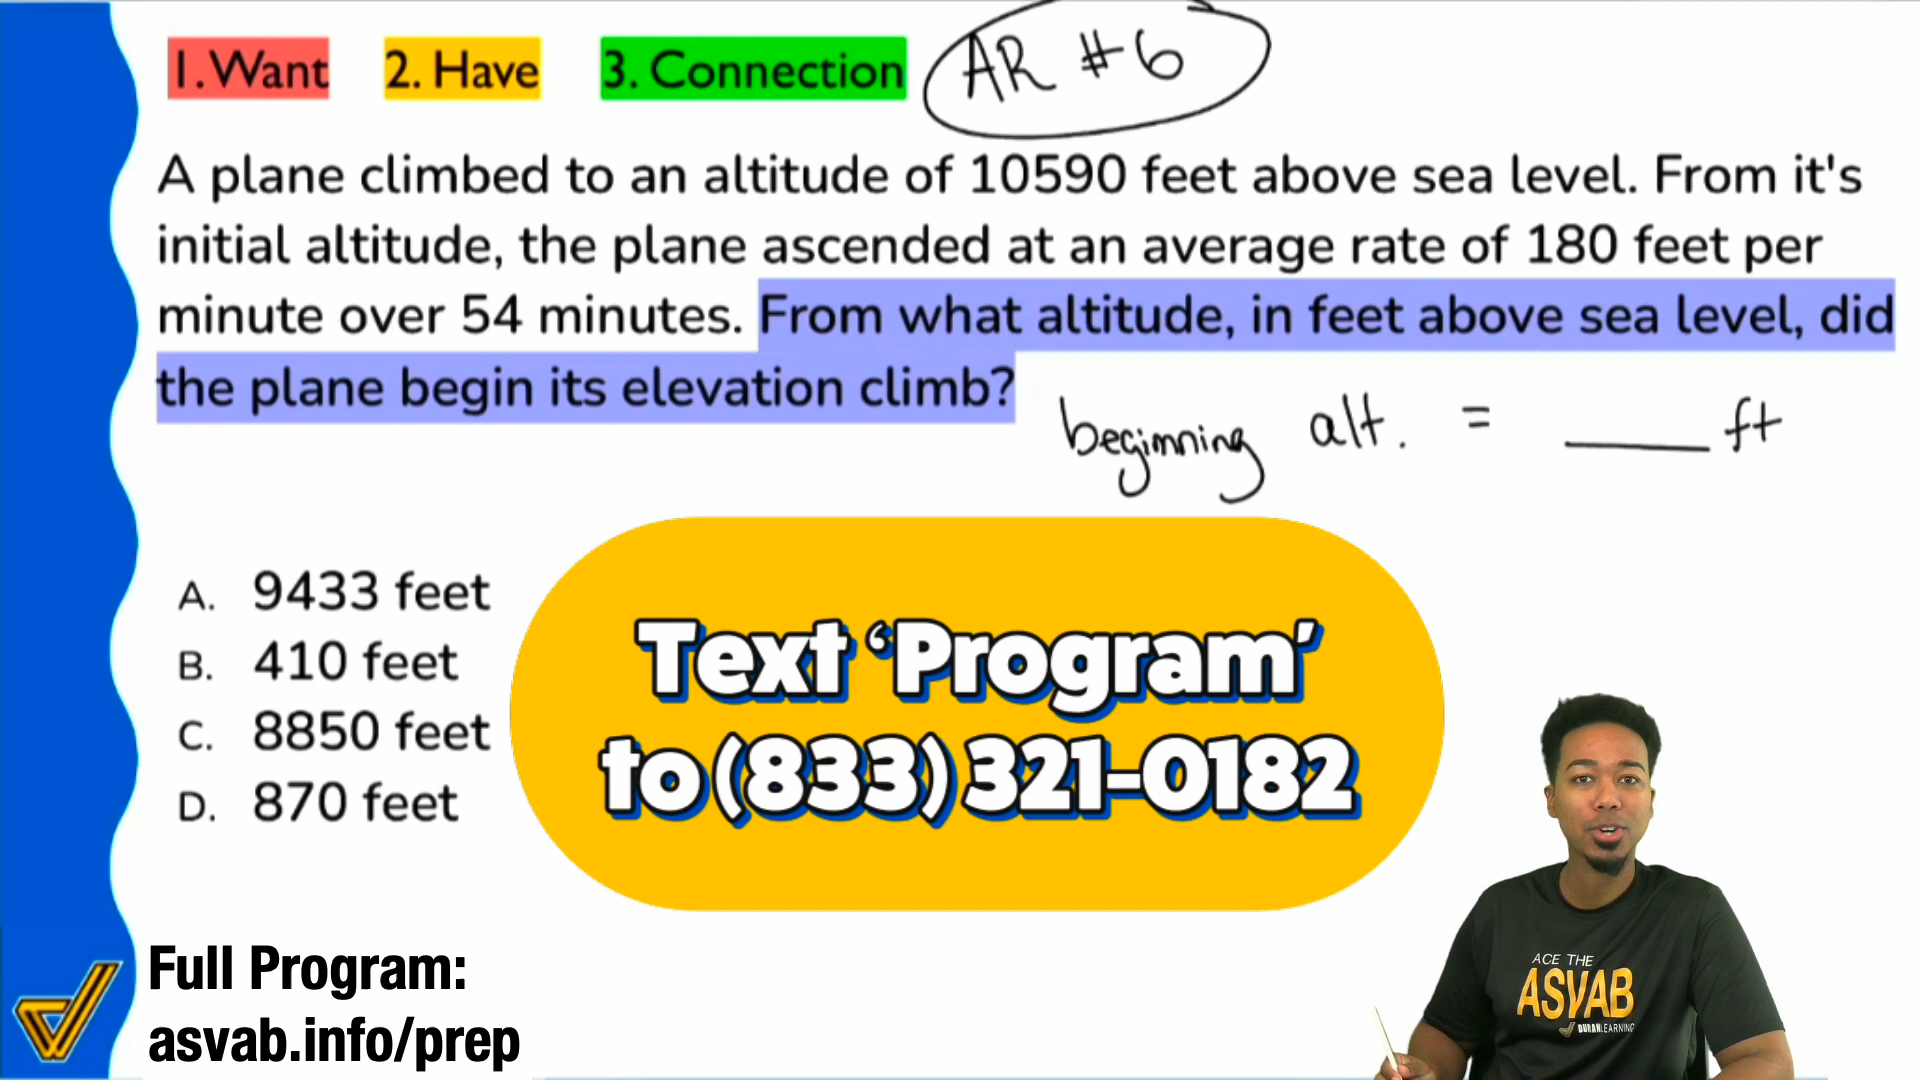 1. Want 2. Have 3. Connection AR #6
A plane climbed to an altitude of 10590 feet above sea level. From it's
initial altitude, the plane ascended at an average rate of 180 feet per
minute over 54 minutes. From what altitude, in feet above sea level, did
the plane begin its elevation climb?
beginning alt. = ____ ft
A. 9433 feet
B. 410 feet
C. 8850 feet
D. 870 feet
Text ‘Program’
to (833) 321-0182
ACE THE
ASVAB
DURANLEARNING
Full Program:
asvab.info/prep